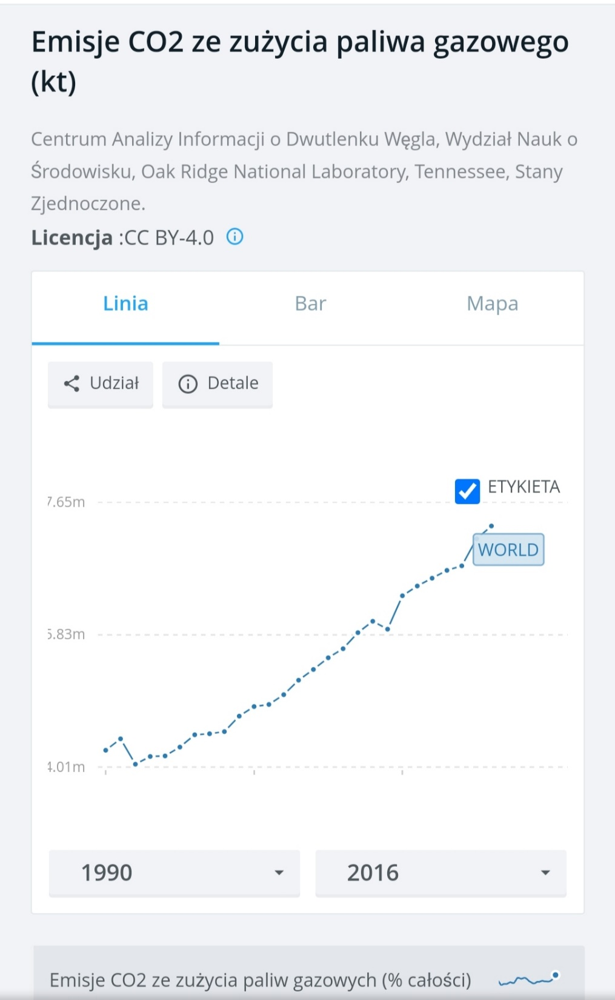 Emisje CO2 ze zużycia paliwa gazowego
(kt)
Centrum Analizy Informacji o Dwutlenku Węgla, Wydział Nauk o
Środowisku, Oak Ridge National Laboratory, Tennessee, Stany
Zjednoczone.
Licencja :CC BY-4.0
Linia Bar Mapa
Udział Detale
ETYKIETA
7.65m
WORLD
5.83m
4.01m
1990 2016
Emisje CO2 ze zużycia paliw gazowych (% całości)